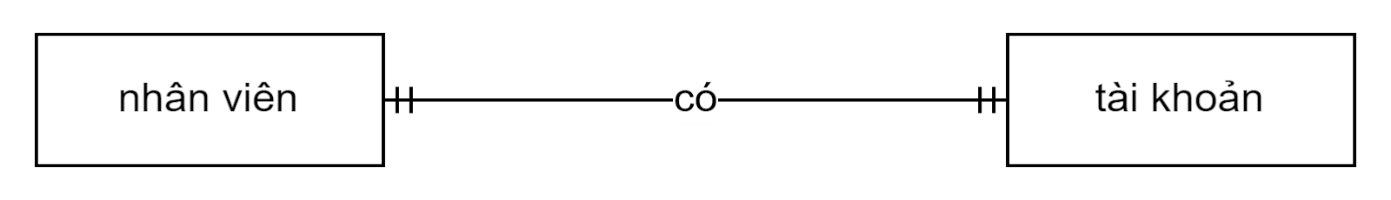 nhân viên
có
tài khoản